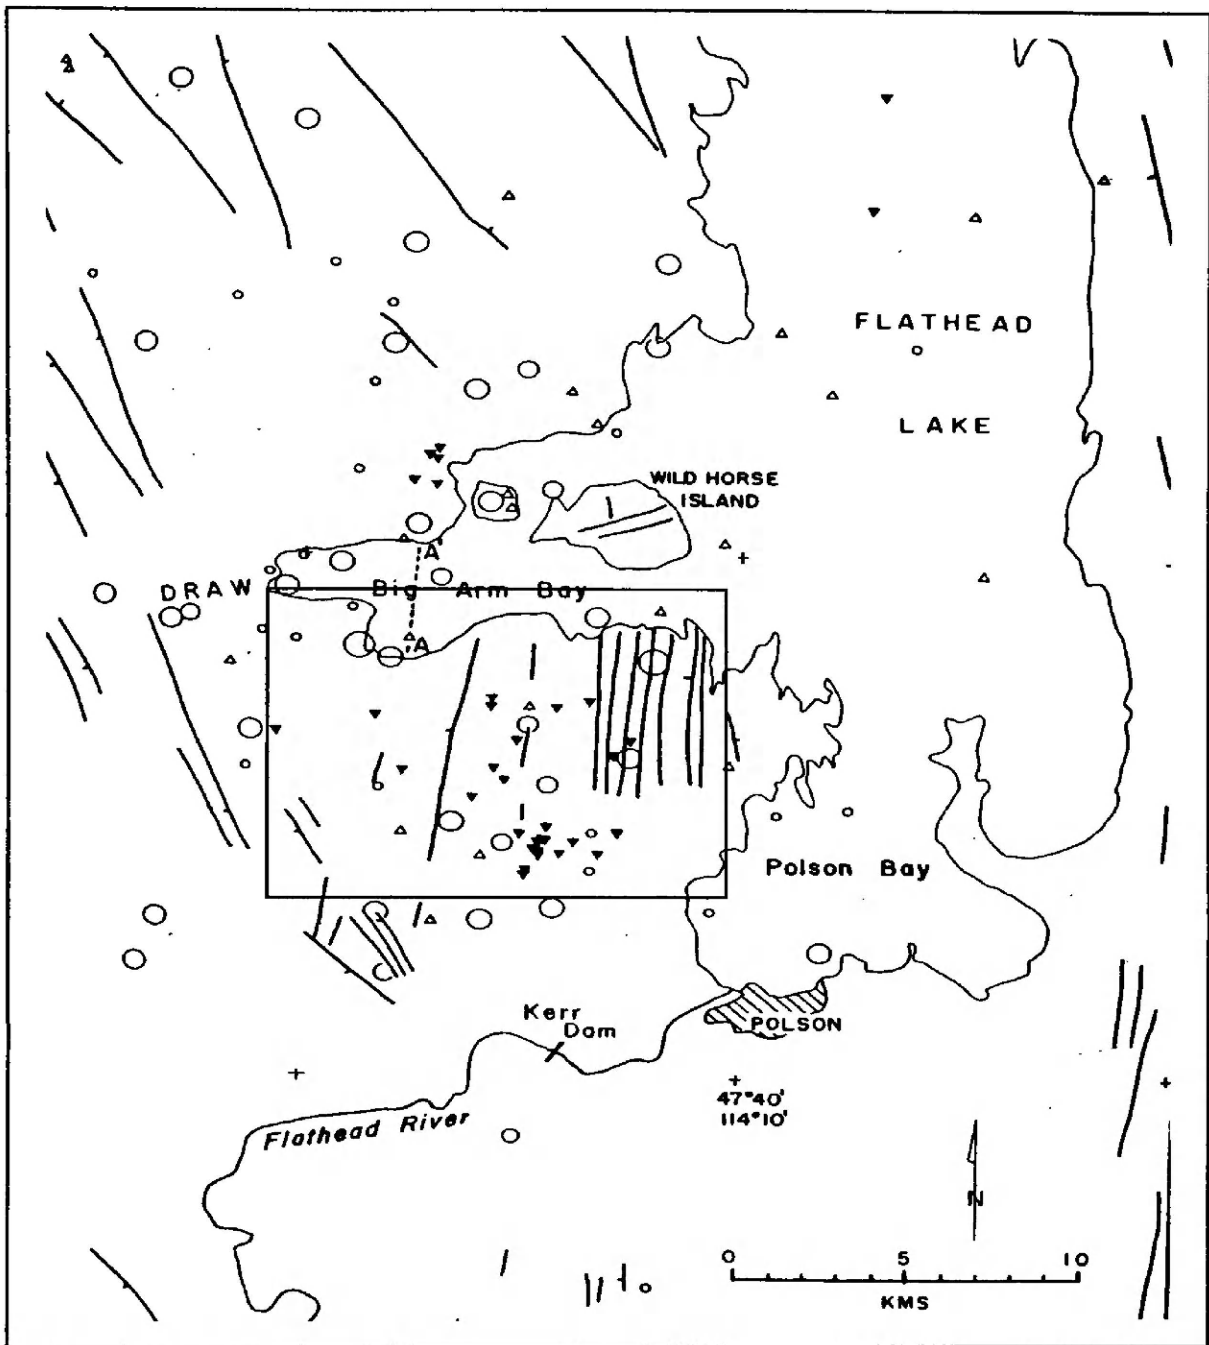 FLATHEAD
LAKE
WILD HORSE
ISLAND
A'
DRAW
Big Arm Bay
A
Polson Bay
Kerr
Dam
POLSON
47°40'
114°10'
Flathead River
N
0 5 10
KMS